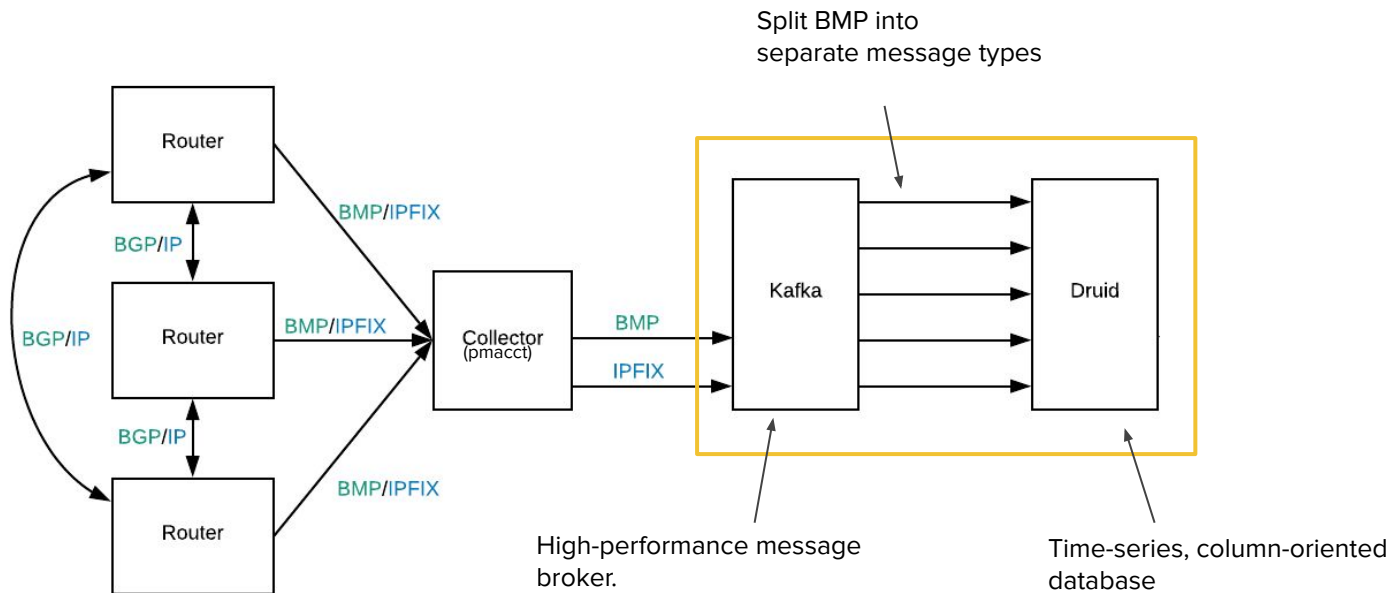 Split BMP into
separate message types
Router
BMP/IPFIX
BGP/IP
Router
BMP/IPFIX
BGP/IP
Collector
(pmacct)
BMP
IPFIX
Kafka
Druid
BGP/IP
Router
BMP/IPFIX
High-performance message
broker.
Time-series, column-oriented
database